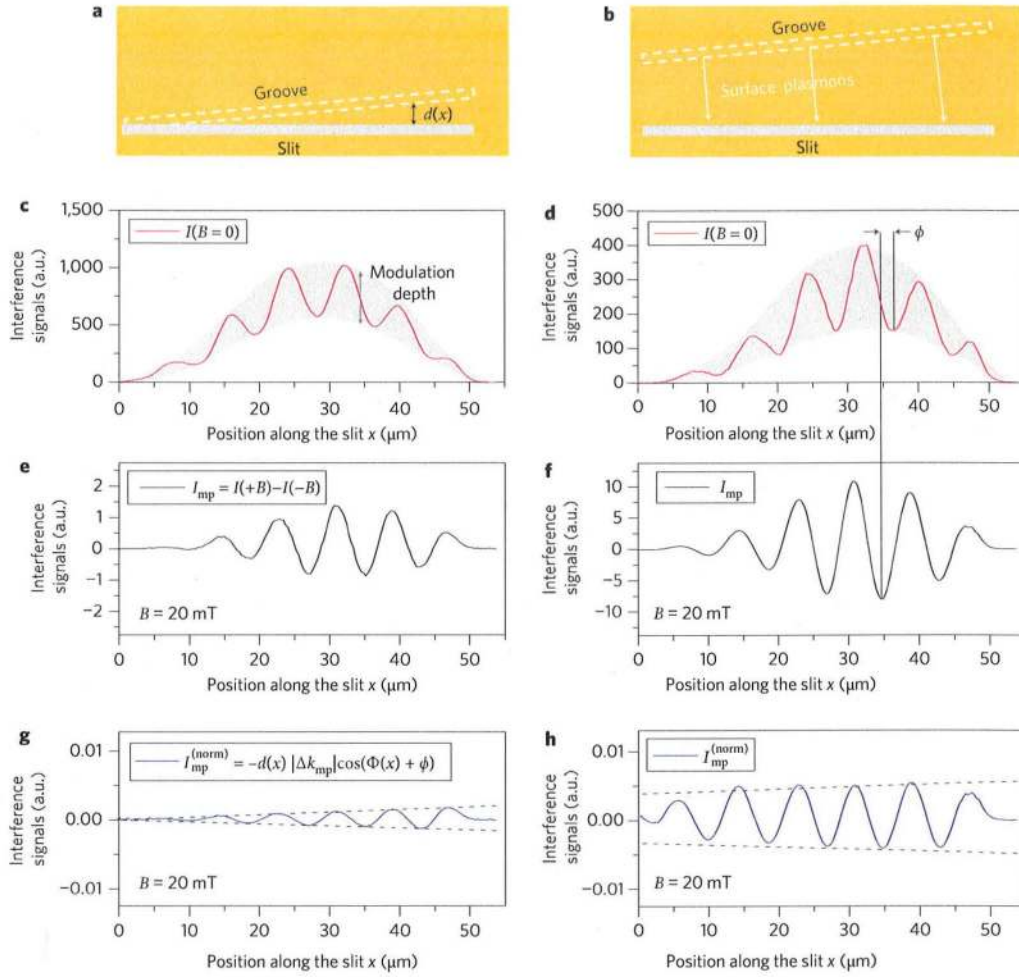 a
Groove
d(x)
Slit
b
Groove
Surface plasmons
Slit
c
1,500
1,000
500
0
Interference
signals (a.u.)
I(B = 0)
Modulation
depth
0 10 20 30 40 50
Position along the slit x (μm)
d
500
400
300
200
100
0
Interference
signals (a.u.)
I(B = 0)
ϕ
0 10 20 30 40 50
Position along the slit x (μm)
e
2
1
0
−1
−2
Interference
signals (a.u.)
I_mp = I(+B)−I(−B)
B = 20 mT
0 10 20 30 40 50
Position along the slit x (μm)
f
10
5
0
−5
−10
Interference
signals (a.u.)
I_mp
B = 20 mT
0 10 20 30 40 50
Position along the slit x (μm)
g
0.01
0.00
−0.01
Interference
signals (a.u.)
I_mp^(norm) = −d(x) |Δk_mp|cos(Φ(x) + ϕ)
B = 20 mT
0 10 20 30 40 50
Position along the slit x (μm)
h
0.01
0.00
−0.01
Interference
signals (a.u.)
I_mp^(norm)
B = 20 mT
0 10 20 30 40 50
Position along the slit x (μm)